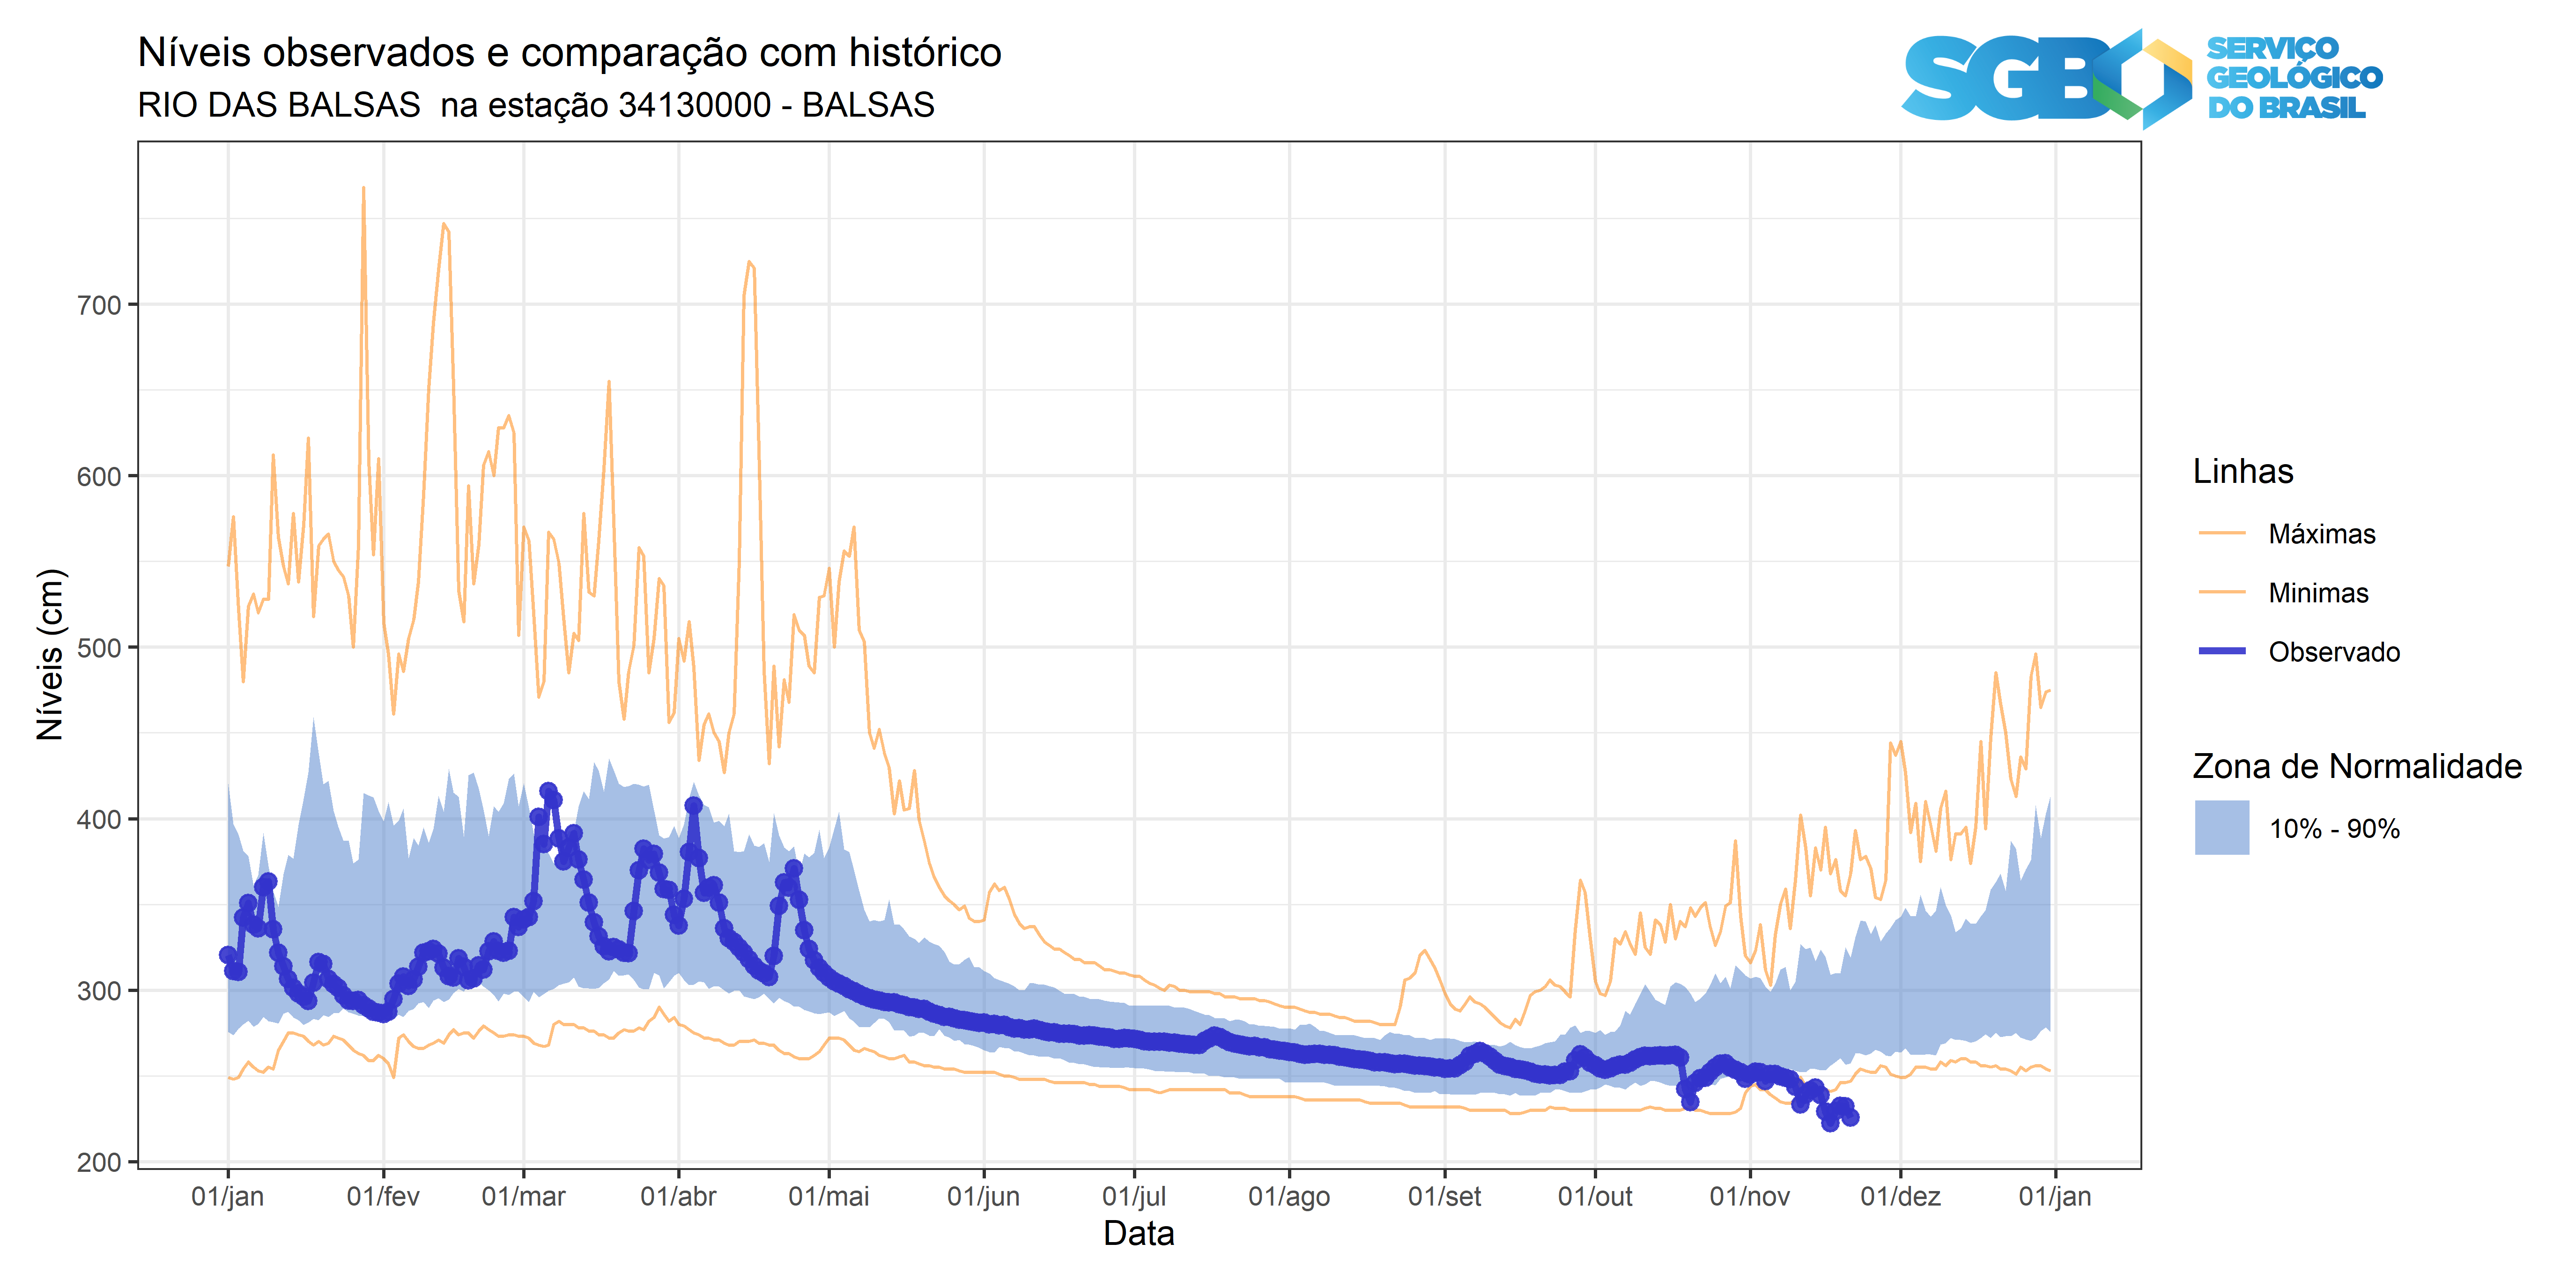 Níveis observados e comparação com histórico
RIO DAS BALSAS  na estação 34130000 - BALSAS
SGB
SERVIÇO
GEOLÓGICO
DO BRASIL
Níveis (cm)
700
600
500
400
300
200
01/jan
01/fev
01/mar
01/abr
01/mai
01/jun
01/jul
01/ago
01/set
01/out
01/nov
01/dez
01/jan
Data
Linhas
Máximas
Minimas
Observado
Zona de Normalidade
10% - 90%